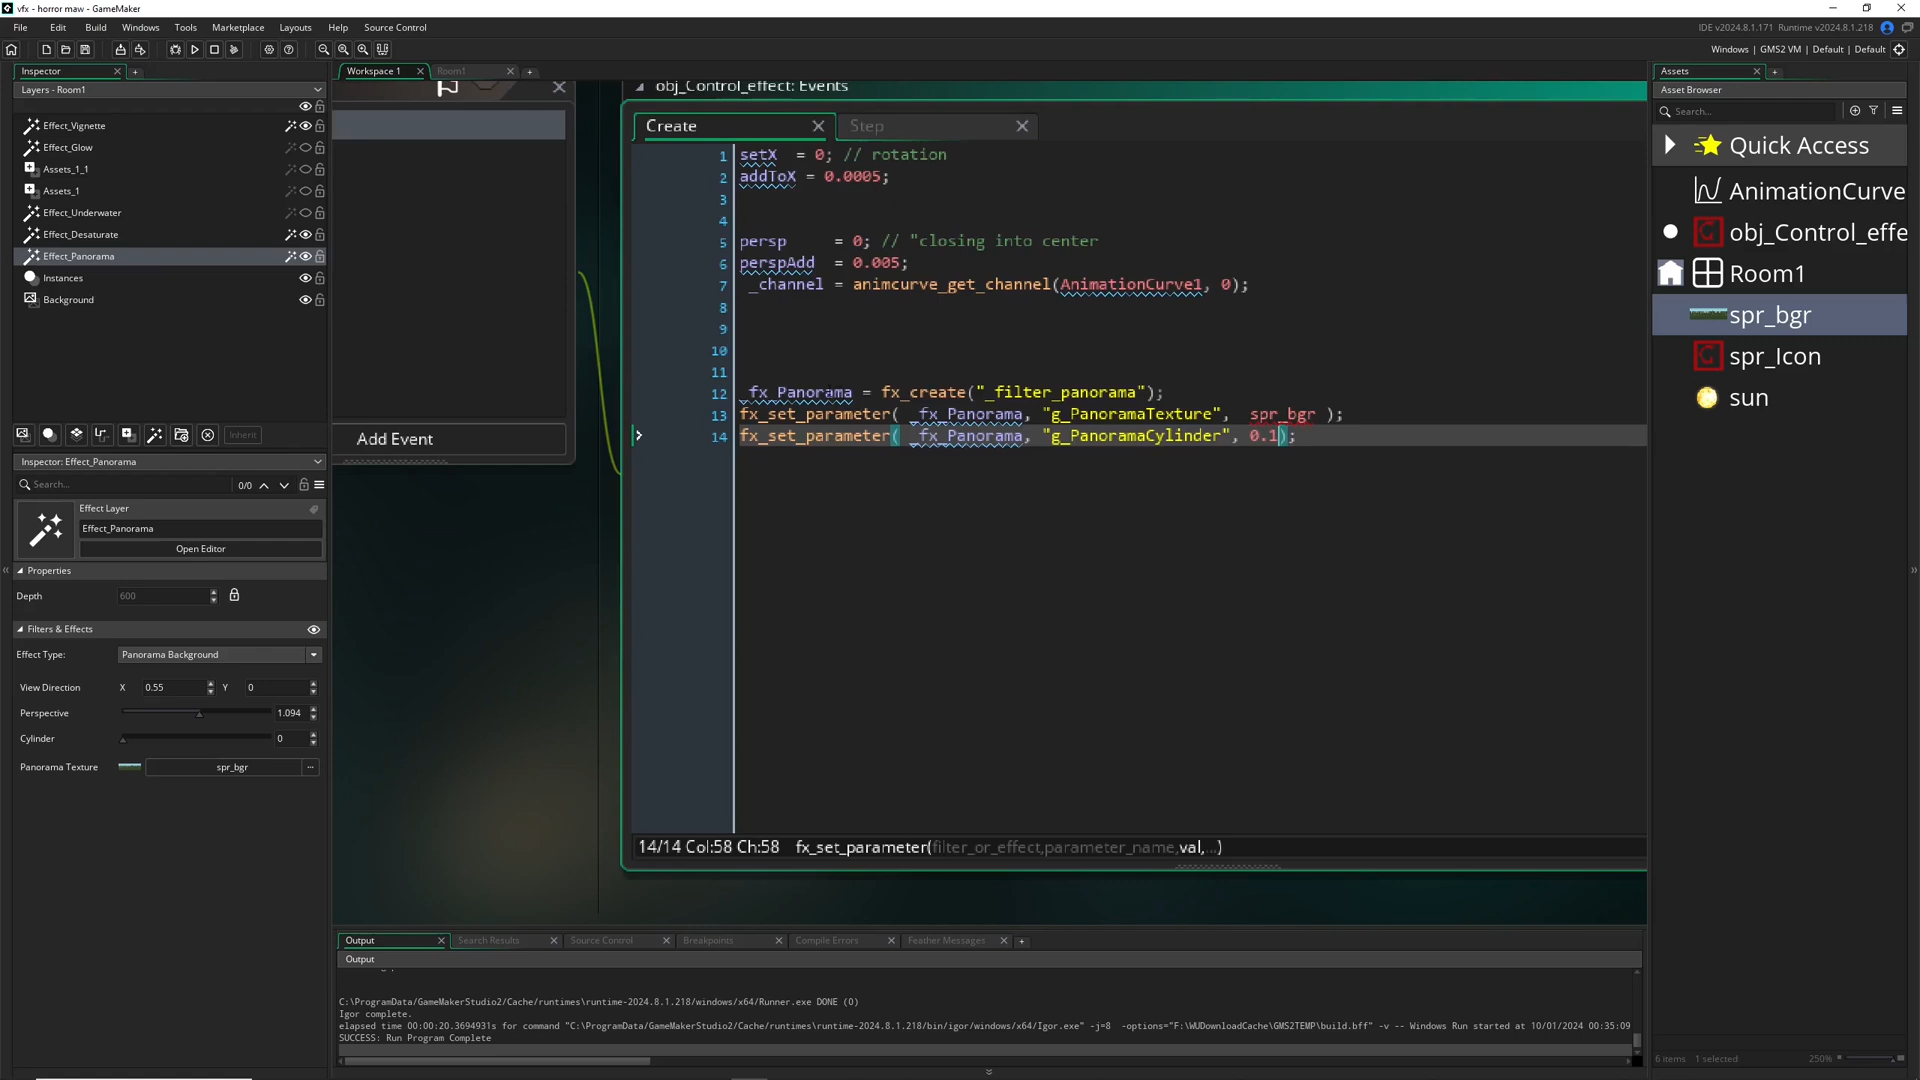 vfx - horror maw - GameMaker
File Edit Build Windows Tools Marketplace Layouts Help Source Control
IDE v2024.8.1.171 Runtime v2024.8.1.218
Windows | GMS2 VM | Default | Default
Inspector
Layers - Room1
Effect_Vignette
Effect_Glow
Assets_1_1
Assets_1
Effect_Underwater
Effect_Desaturate
Effect_Panorama
Instances
Background
Inherit
Inspector: Effect_Panorama
Search...
0/0
Effect Layer
Effect_Panorama
Open Editor
Properties
Depth 600
Filters & Effects
Effect Type: Panorama Background
View Direction X 0.55 Y 0
Perspective 1.094
Cylinder 0
Panorama Texture spr_bgr ...
Workspace 1 Room1
Add Event
obj_Control_effect: Events
Create Step
1 setX = 0; // rotation
2 addToX = 0.0005;
3
4
5 persp = 0; // "closing into center
6 perspAdd = 0.005;
7 _channel = animcurve_get_channel(AnimationCurve1, 0);
8
9
10
11
12 _fx_Panorama = fx_create("_filter_panorama");
13 fx_set_parameter( _fx_Panorama, "g_PanoramaTexture", spr_bgr );
14 fx_set_parameter( _fx_Panorama, "g_PanoramaCylinder", 0.1);
14/14 Col:58 Ch:58 fx_set_parameter(filter_or_effect,parameter_name,val,...)
Output Search Results Source Control Breakpoints Compile Errors Feather Messages
Output
C:\ProgramData/GameMakerStudio2/Cache/runtimes\runtime-2024.8.1.218/windows/x64/Runner.exe DONE (0)
Igor complete.
elapsed time 00:00:20.3694931s for command "C:\ProgramData/GameMakerStudio2/Cache/runtimes\runtime-2024.8.1.218/bin/igor/windows/x64/Igor.exe" -j=8 -options="F:\WUDownloadCache\GMS2TEMP\build.bff" -v -- Windows Run started at 10/01/2024 00:35:09
SUCCESS: Run Program Complete
Assets
Asset Browser
Search...
Quick Access
AnimationCurve
obj_Control_effe
Room1
spr_bgr
spr_Icon
sun
6 items 1 selected 250%